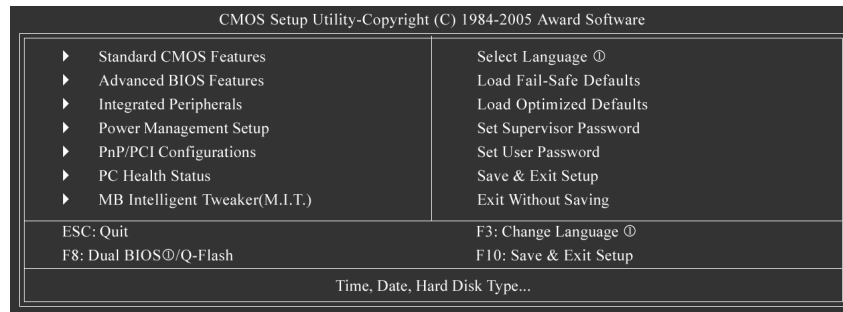 CMOS Setup Utility-Copyright (C) 1984-2005 Award Software
Standard CMOS Features
Advanced BIOS Features
Integrated Peripherals
Power Management Setup
PnP/PCI Configurations
PC Health Status
MB Intelligent Tweaker(M.I.T.)
Select Language ①
Load Fail-Safe Defaults
Load Optimized Defaults
Set Supervisor Password
Set User Password
Save & Exit Setup
Exit Without Saving
ESC: Quit
F3: Change Language ①
F8: Dual BIOS①/Q-Flash
F10: Save & Exit Setup
Time, Date, Hard Disk Type...